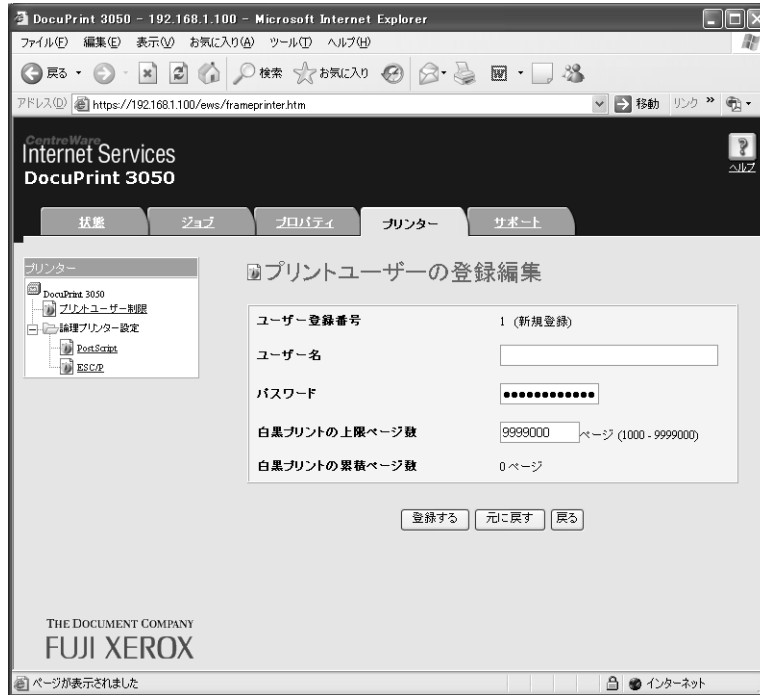 DocuPrint 3050 - 192.168.1.100 - Microsoft Internet Explorer
ファイル(F) 編集(E) 表示(V) お気に入り(A) ツール(T) ヘルプ(H)
戻る 検索 お気に入り
アドレス(D) https://192.168.1.100/ews/frameprinter.htm 移動 リンク »
CentreWare
Internet Services
DocuPrint 3050
ヘルプ
状態 ジョブ プロパティ プリンター サポート
プリンター
DocuPrint 3050
プリントユーザー制限
論理プリンター設定
PostScript
ESC/P
プリントユーザーの登録編集
ユーザー登録番号 1 (新規登録)
ユーザー名
パスワード ●●●●●●●●●●●●
白黒プリントの上限ページ数 9999000 ページ (1000 - 9999000)
白黒プリントの累積ページ数 0 ページ
登録する 元に戻す 戻る
THE DOCUMENT COMPANY
FUJI XEROX
ページが表示されました インターネット